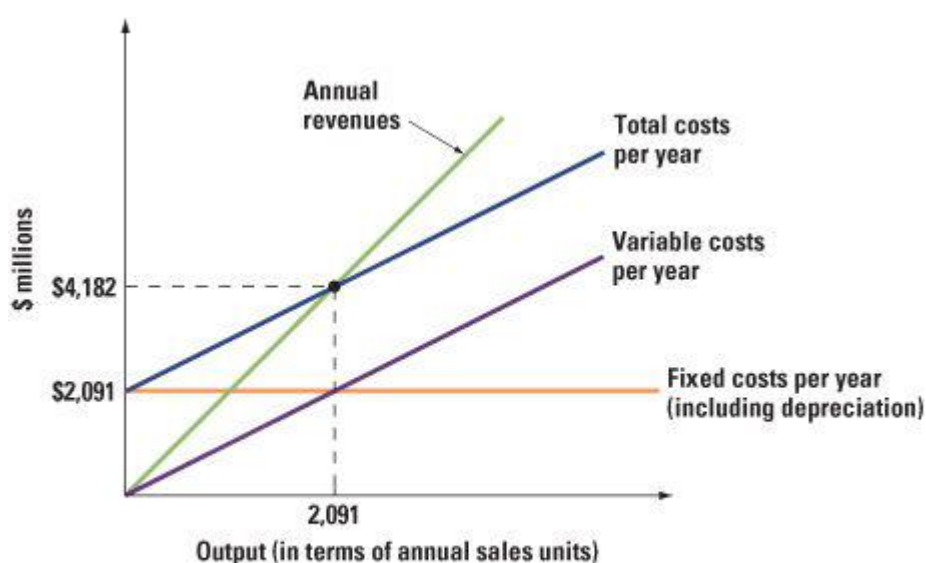 Annual
revenues
Total costs
per year
Variable costs
per year
$ millions
$4,182
$2,091
Fixed costs per year
(including depreciation)
2,091
Output (in terms of annual sales units)